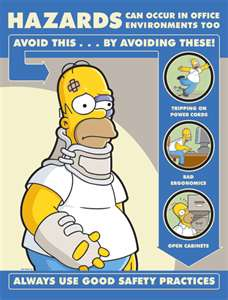 HAZARDS
CAN OCCUR IN OFFICE
ENVIRONMENTS TOO
AVOID THIS . . . BY AVOIDING THESE!
TRIPPING ON
POWER CORDS
BAD
ERGONOMICS
OPEN CABINETS
ALWAYS USE GOOD SAFETY PRACTICES